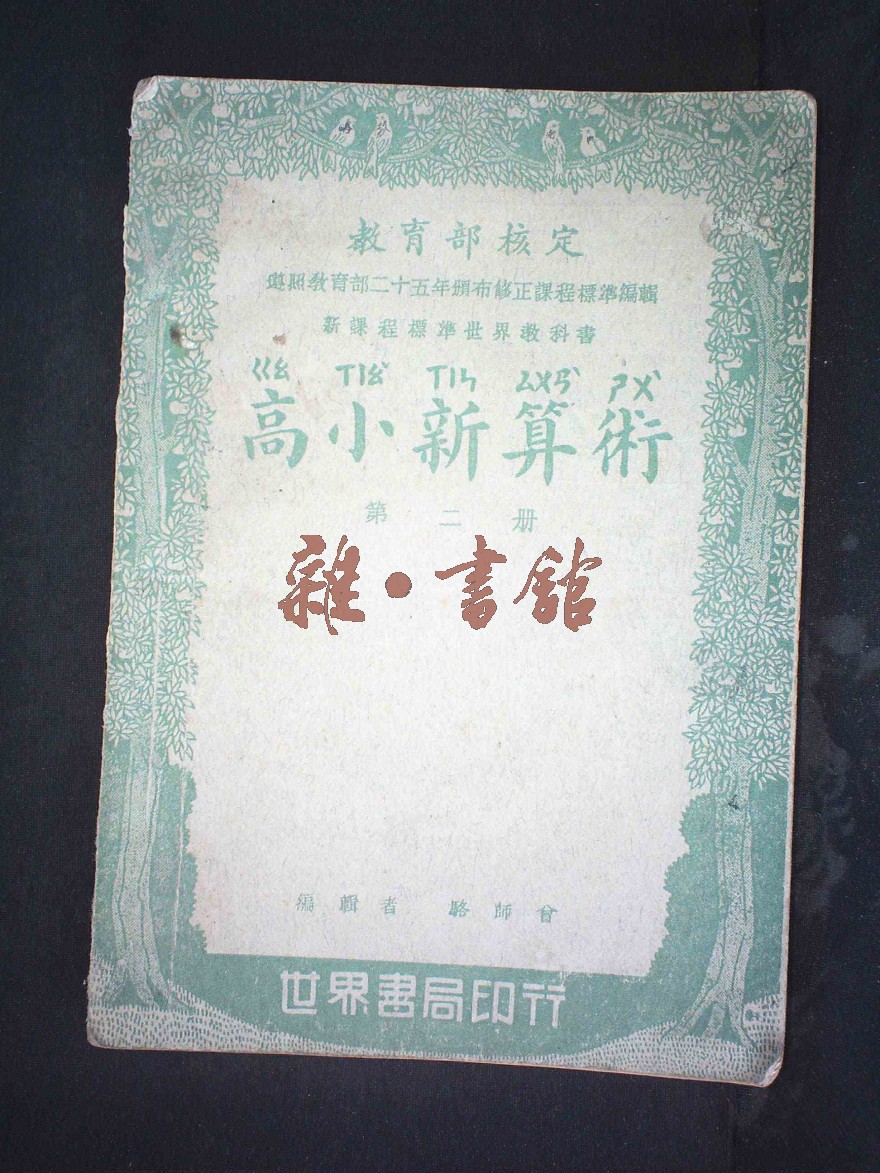 教育部核定
遵照教育部二十五年頒布修正課程標準編輯
新課程標準世界教科書
ㄍㄠ ㄒㄧㄠˇ ㄒㄧㄣ ㄙㄨㄢˋ ㄕㄨˋ
高小新算術
第二册
雜·書館
編輯者 駱師曾
世界書局印行